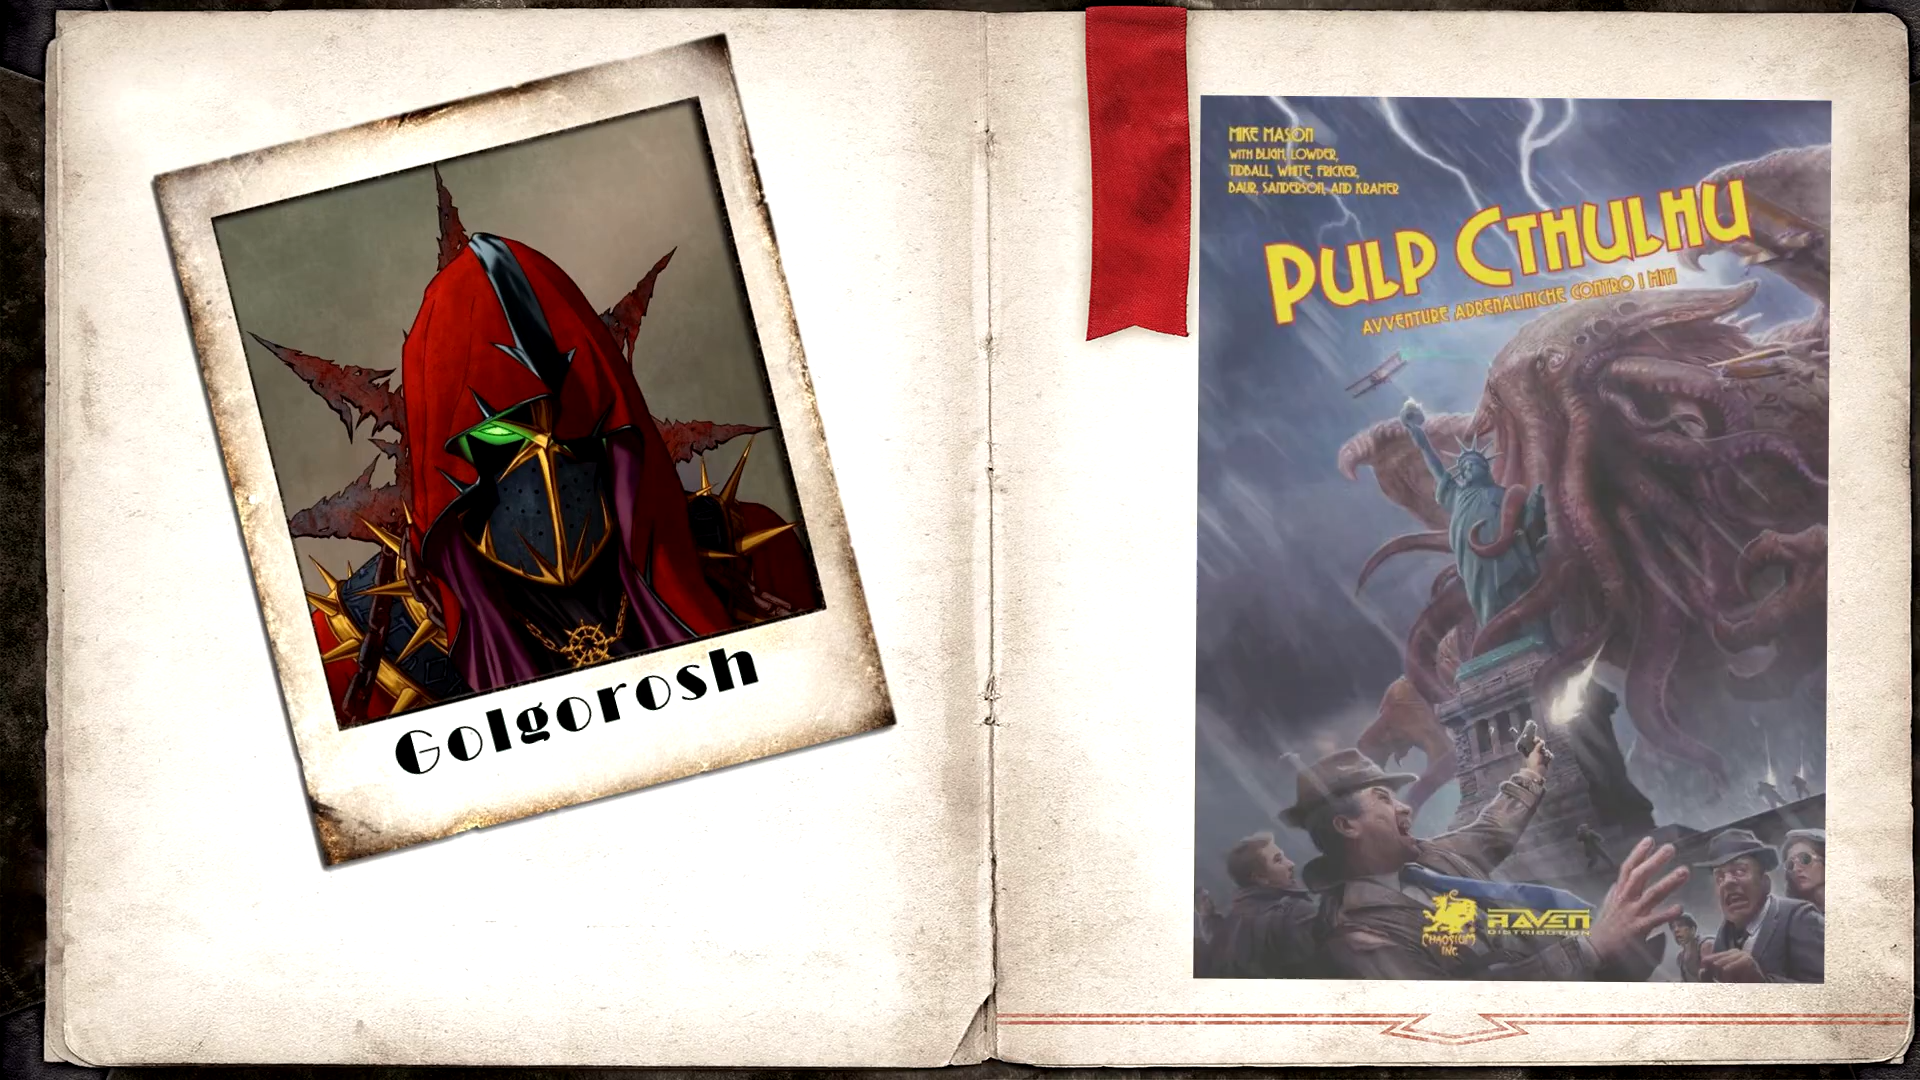 Golgorosh
MIKE MASON
WITH BLIGH, LOWDER,
TIDBALL, WHITE, FRICKER,
BAUR, SANDERSON, AND KRAMER
PULP CTHULHU
AVVENTURE ADRENALINICHE CONTRO I MITI
CHAOSIUM
INC
RAVEN
DISTRIBUTION